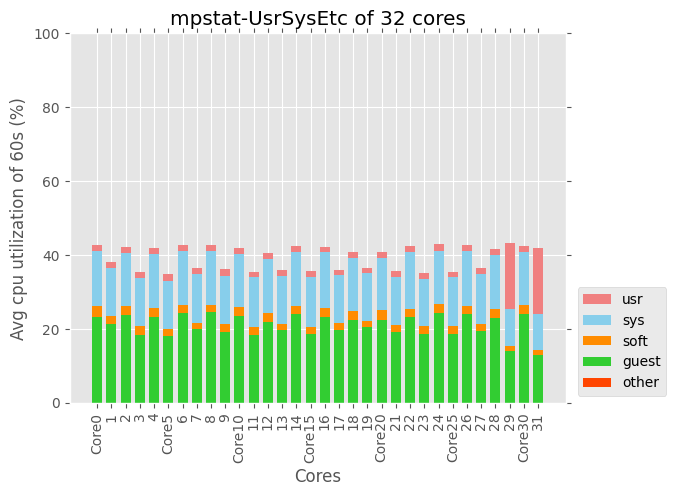 mpstat-UsrSysEtc of 32 cores
Avg cpu utilization of 60s (%)
100
80
60
40
20
0
Core0
1
2
3
4
Core5
6
7
8
9
Core10
11
12
13
14
Core15
16
17
18
19
Core20
21
22
23
24
Core25
26
27
28
29
Core30
31
Cores
usr
sys
soft
guest
other